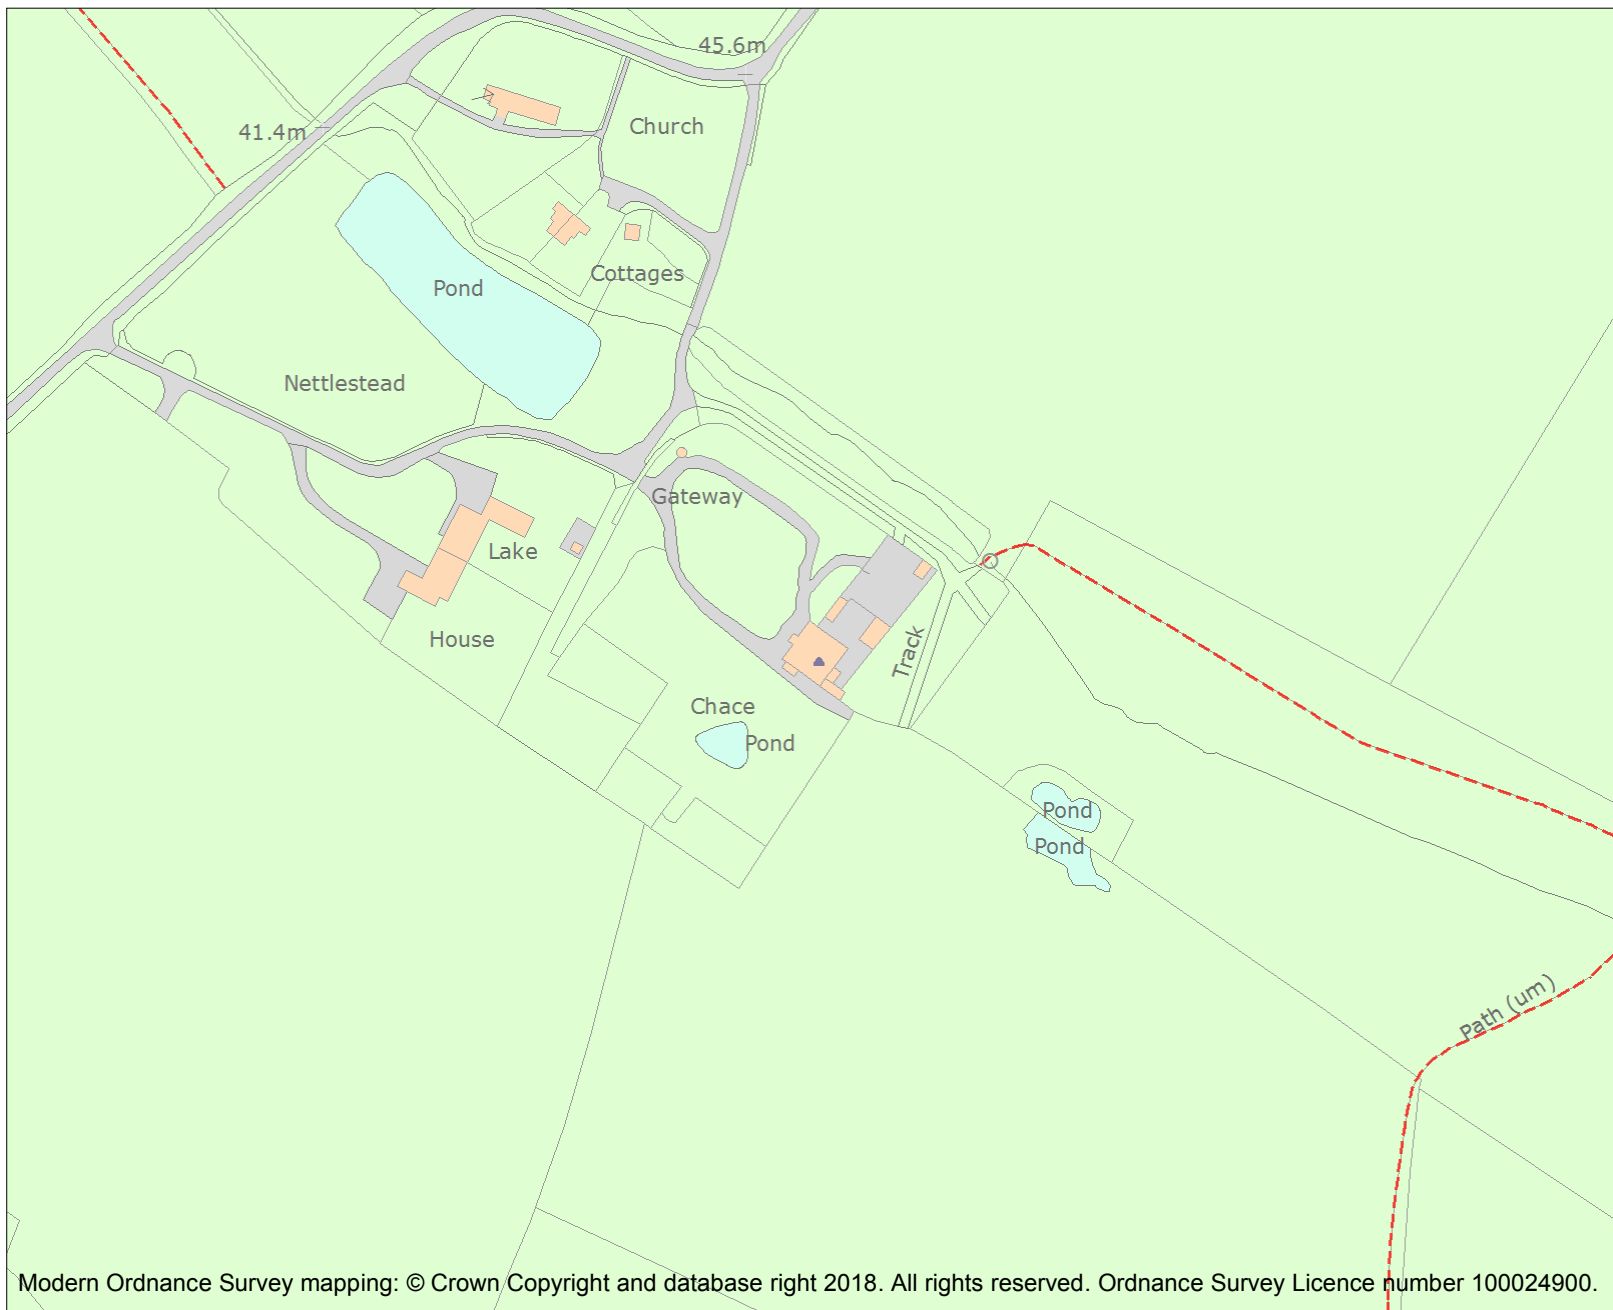 45.6m
Church
41.4m
Cottages
Pond
Nettlestead
Gateway
Lake
House
Track
Chace
Pond
Pond
Pond
Path (um)
Modern Ordnance Survey mapping: © Crown Copyright and database right 2018. All rights reserved. Ordnance Survey Licence number 100024900.